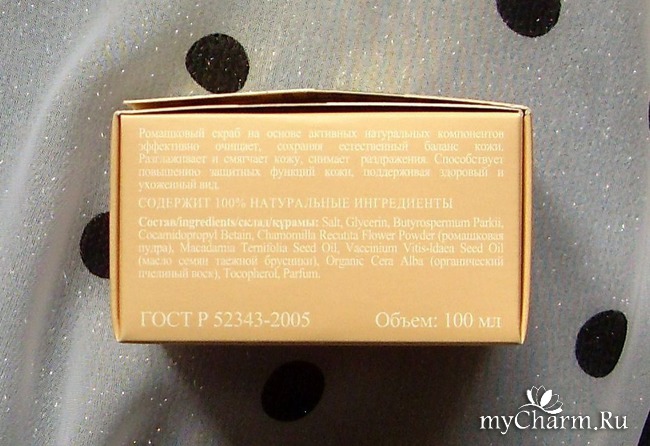 Ромашковый скраб на основе активных натуральных компонентов
эффективно очищает, сохраняя естественный баланс кожи.
Разглаживает и смягчает кожу, снимает раздражения. Способствует
повышению защитных функций кожи, поддерживая здоровый и
ухоженный вид.
СОДЕРЖИТ 100% НАТУРАЛЬНЫЕ ИНГРЕДИЕНТЫ
Состав/ingredients/склад/құрамы: Salt, Glycerin, Butyrospermum Parkii,
Cocamidopropyl Betain, Chamomilla Recutita Flower Powder (ромашковая
пудра), Macadamia Ternifolia Seed Oil, Vaccinium Vitis-Idaea Seed Oil
(масло семян таежной брусники), Organic Cera Alba (органический
пчелиный воск), Tocopherol, Parfum.
ГОСТ Р 52343-2005 Объем: 100 мл
myCharm.Ru